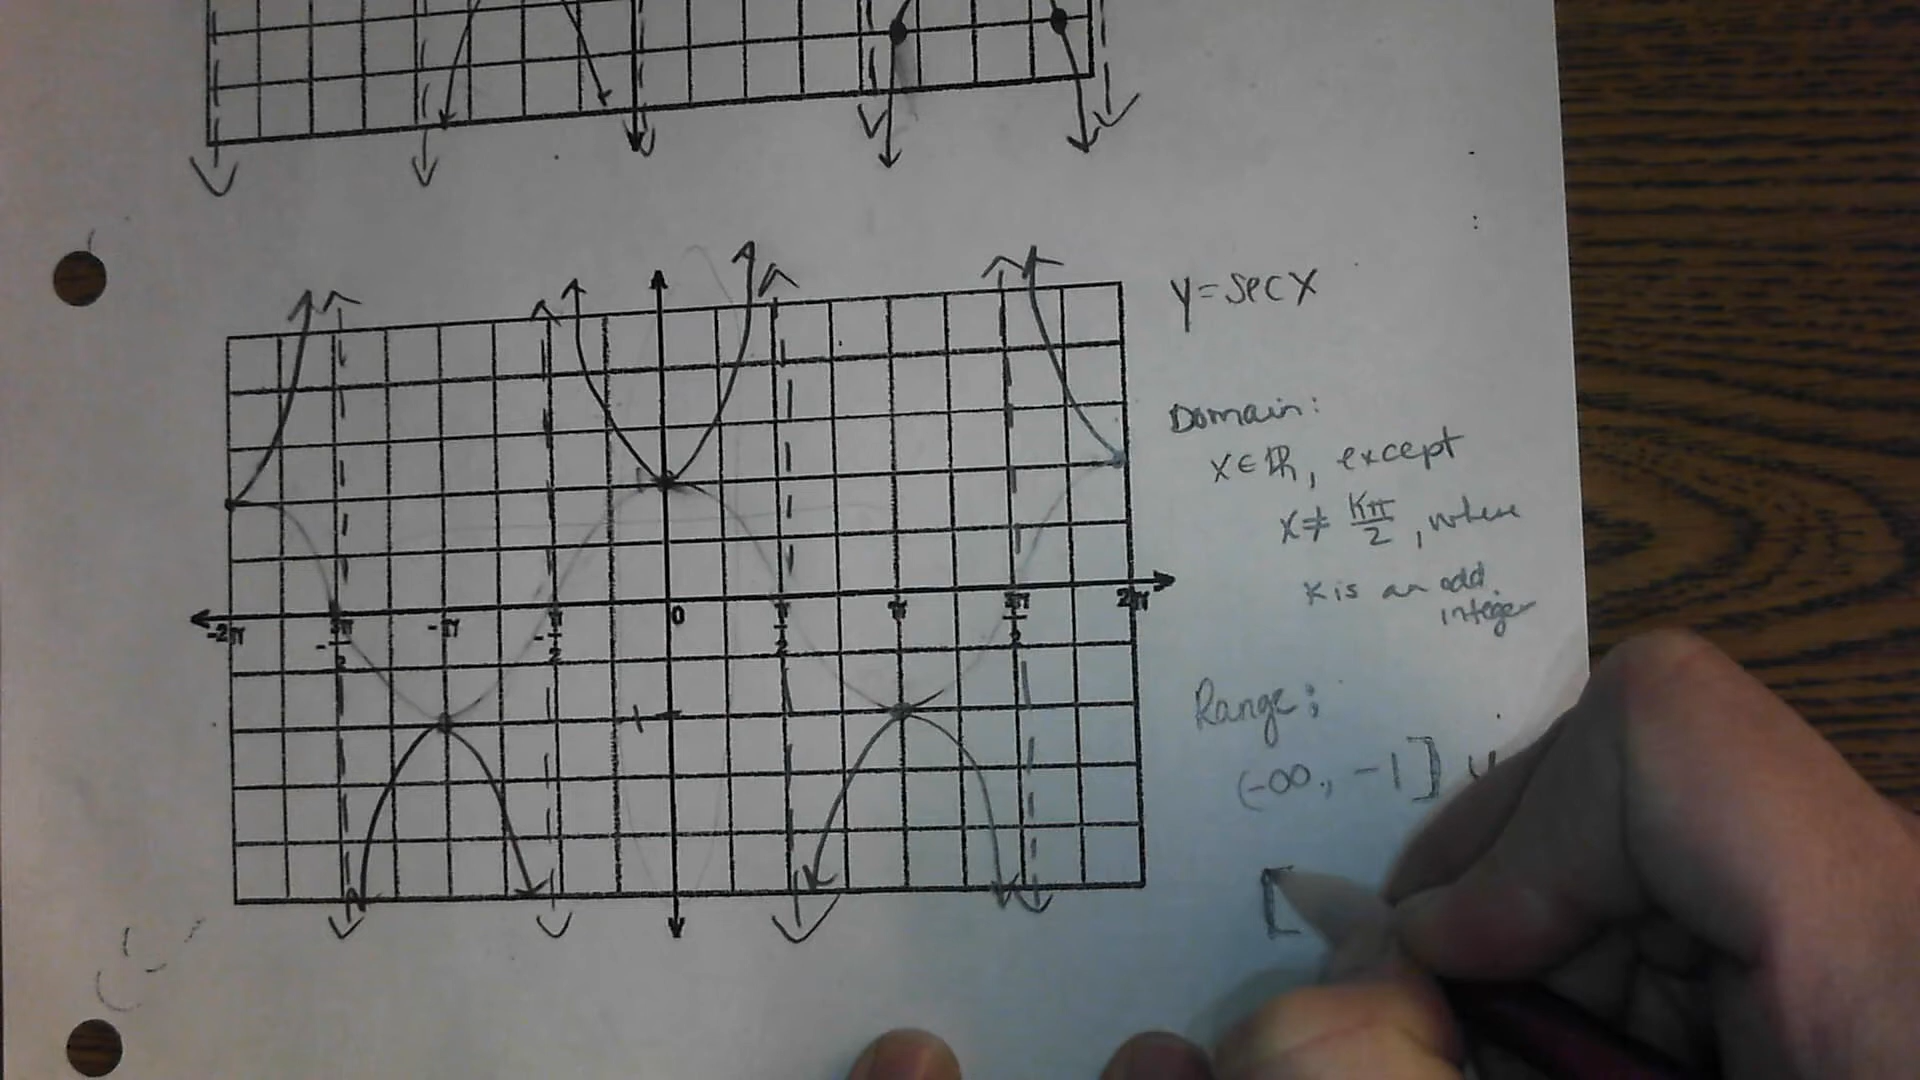 y = sec x
Domain:
x ∈ ℝ, except
x ≠ kπ/2, where
k is an odd
integer
1
-2π -3π/2 -π -π/2 0 π/2 π 3π/2 2π
-1
Range:
(-∞, -1] ∪
[